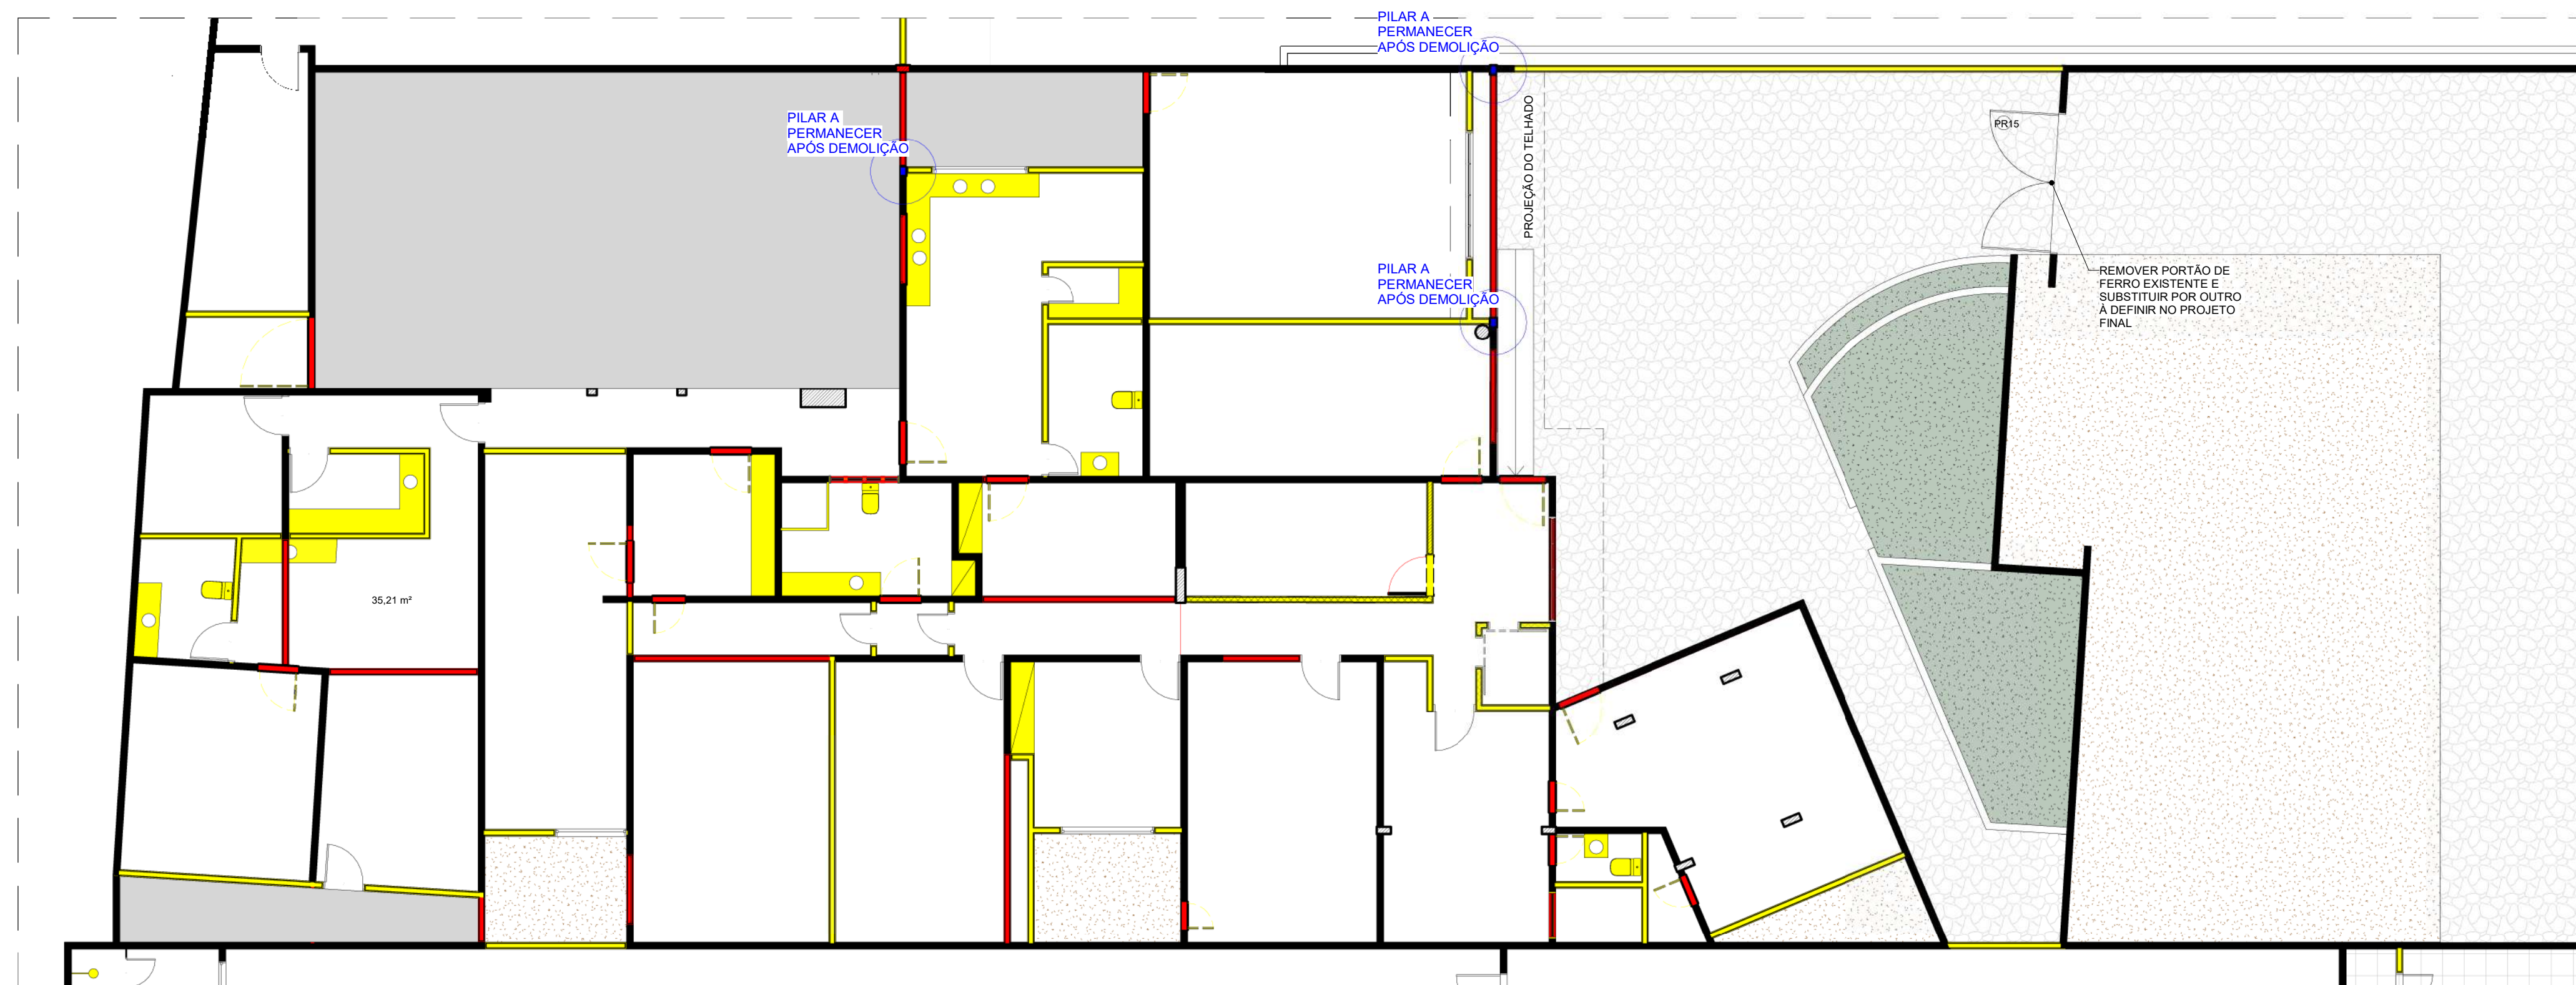 PILAR A
PERMANECER
APÓS DEMOLIÇÃO
PILAR A
PERMANECER
APÓS DEMOLIÇÃO
PROJEÇÃO DO TELHADO
PR15
PILAR A
PERMANECER
APÓS DEMOLIÇÃO
REMOVER PORTÃO DE
FERRO EXISTENTE E
SUBSTITUIR POR OUTRO
À DEFINIR NO PROJETO
FINAL
35,21 m²